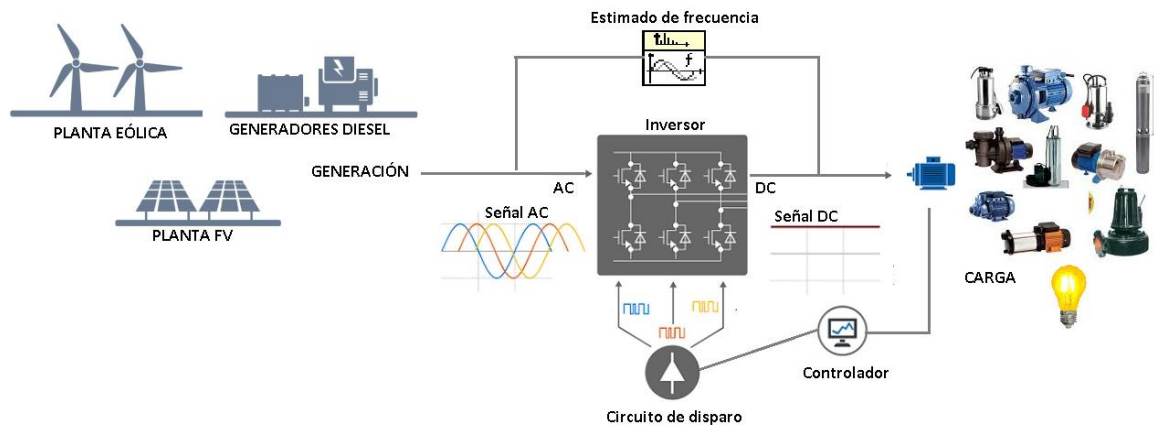 Estimado de frecuencia
f
PLANTA EÓLICA
GENERADORES DIESEL
Inversor
GENERACIÓN
AC
DC
PLANTA FV
Señal AC
Señal DC
CARGA
Controlador
Circuito de disparo